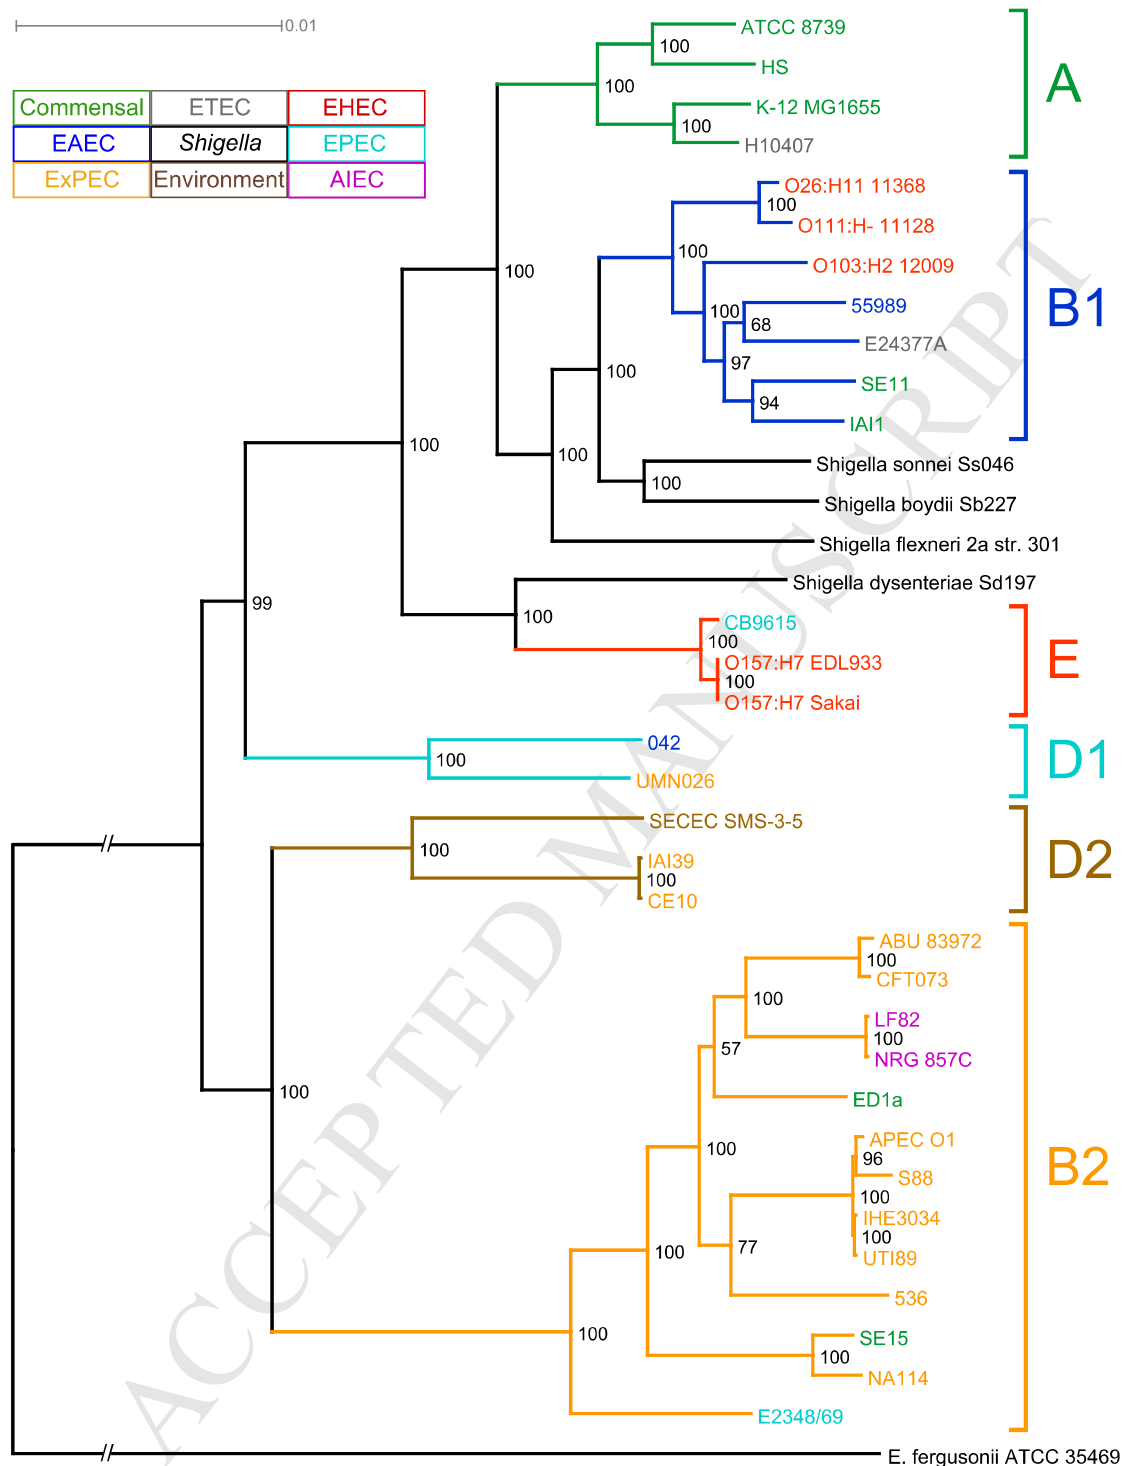 0.01
Commensal ETEC EHEC
EAEC Shigella EPEC
ExPEC Environment AIEC
ATCC 8739
100
HS
100
K-12 MG1655
100
H10407
A
O26:H11 11368
100
O111:H- 11128
100
O103:H2 12009
100
55989
100
68
E24377A
97
SE11
94
IAI1
B1
100
100
Shigella sonnei Ss046
100
Shigella boydii Sb227
Shigella flexneri 2a str. 301
100
Shigella dysenteriae Sd197
99
100
CB9615
100
O157:H7 EDL933
100
O157:H7 Sakai
E
042
100
UMN026
D1
SECEC SMS-3-5
100
IAI39
100
CE10
D2
ABU 83972
100
CFT073
100
LF82
100
NRG 857C
57
ED1a
100
APEC O1
96
S88
100
100
IHE3034
100
UTI89
77
536
100
SE15
100
NA114
100
E2348/69
B2
E. fergusonii ATCC 35469
ACCEPTED MANUSCRIPT